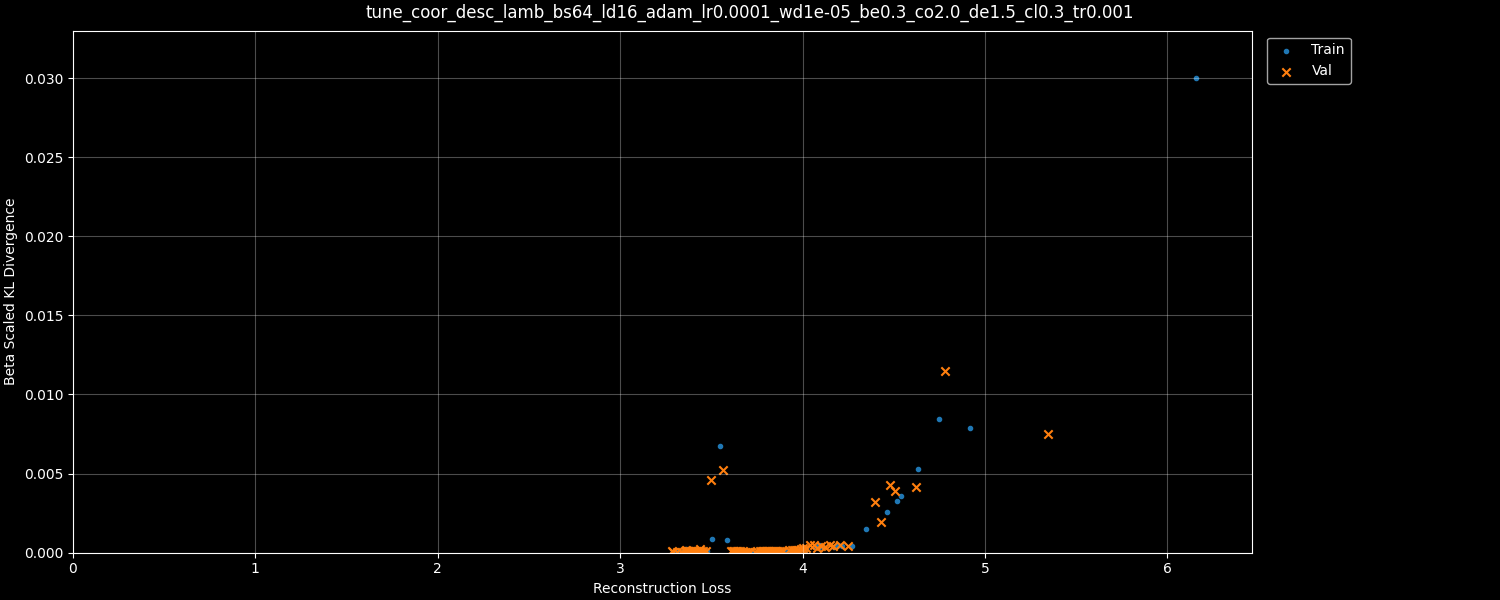 tune_coor_desc_lamb_bs64_ld16_adam_lr0.0001_wd1e-05_be0.3_co2.0_de1.5_cl0.3_tr0.001
Train
Val
0.030
0.025
0.020
0.015
0.010
0.005
0.000
Beta Scaled KL Divergence
0 1 2 3 4 5 6
Reconstruction Loss